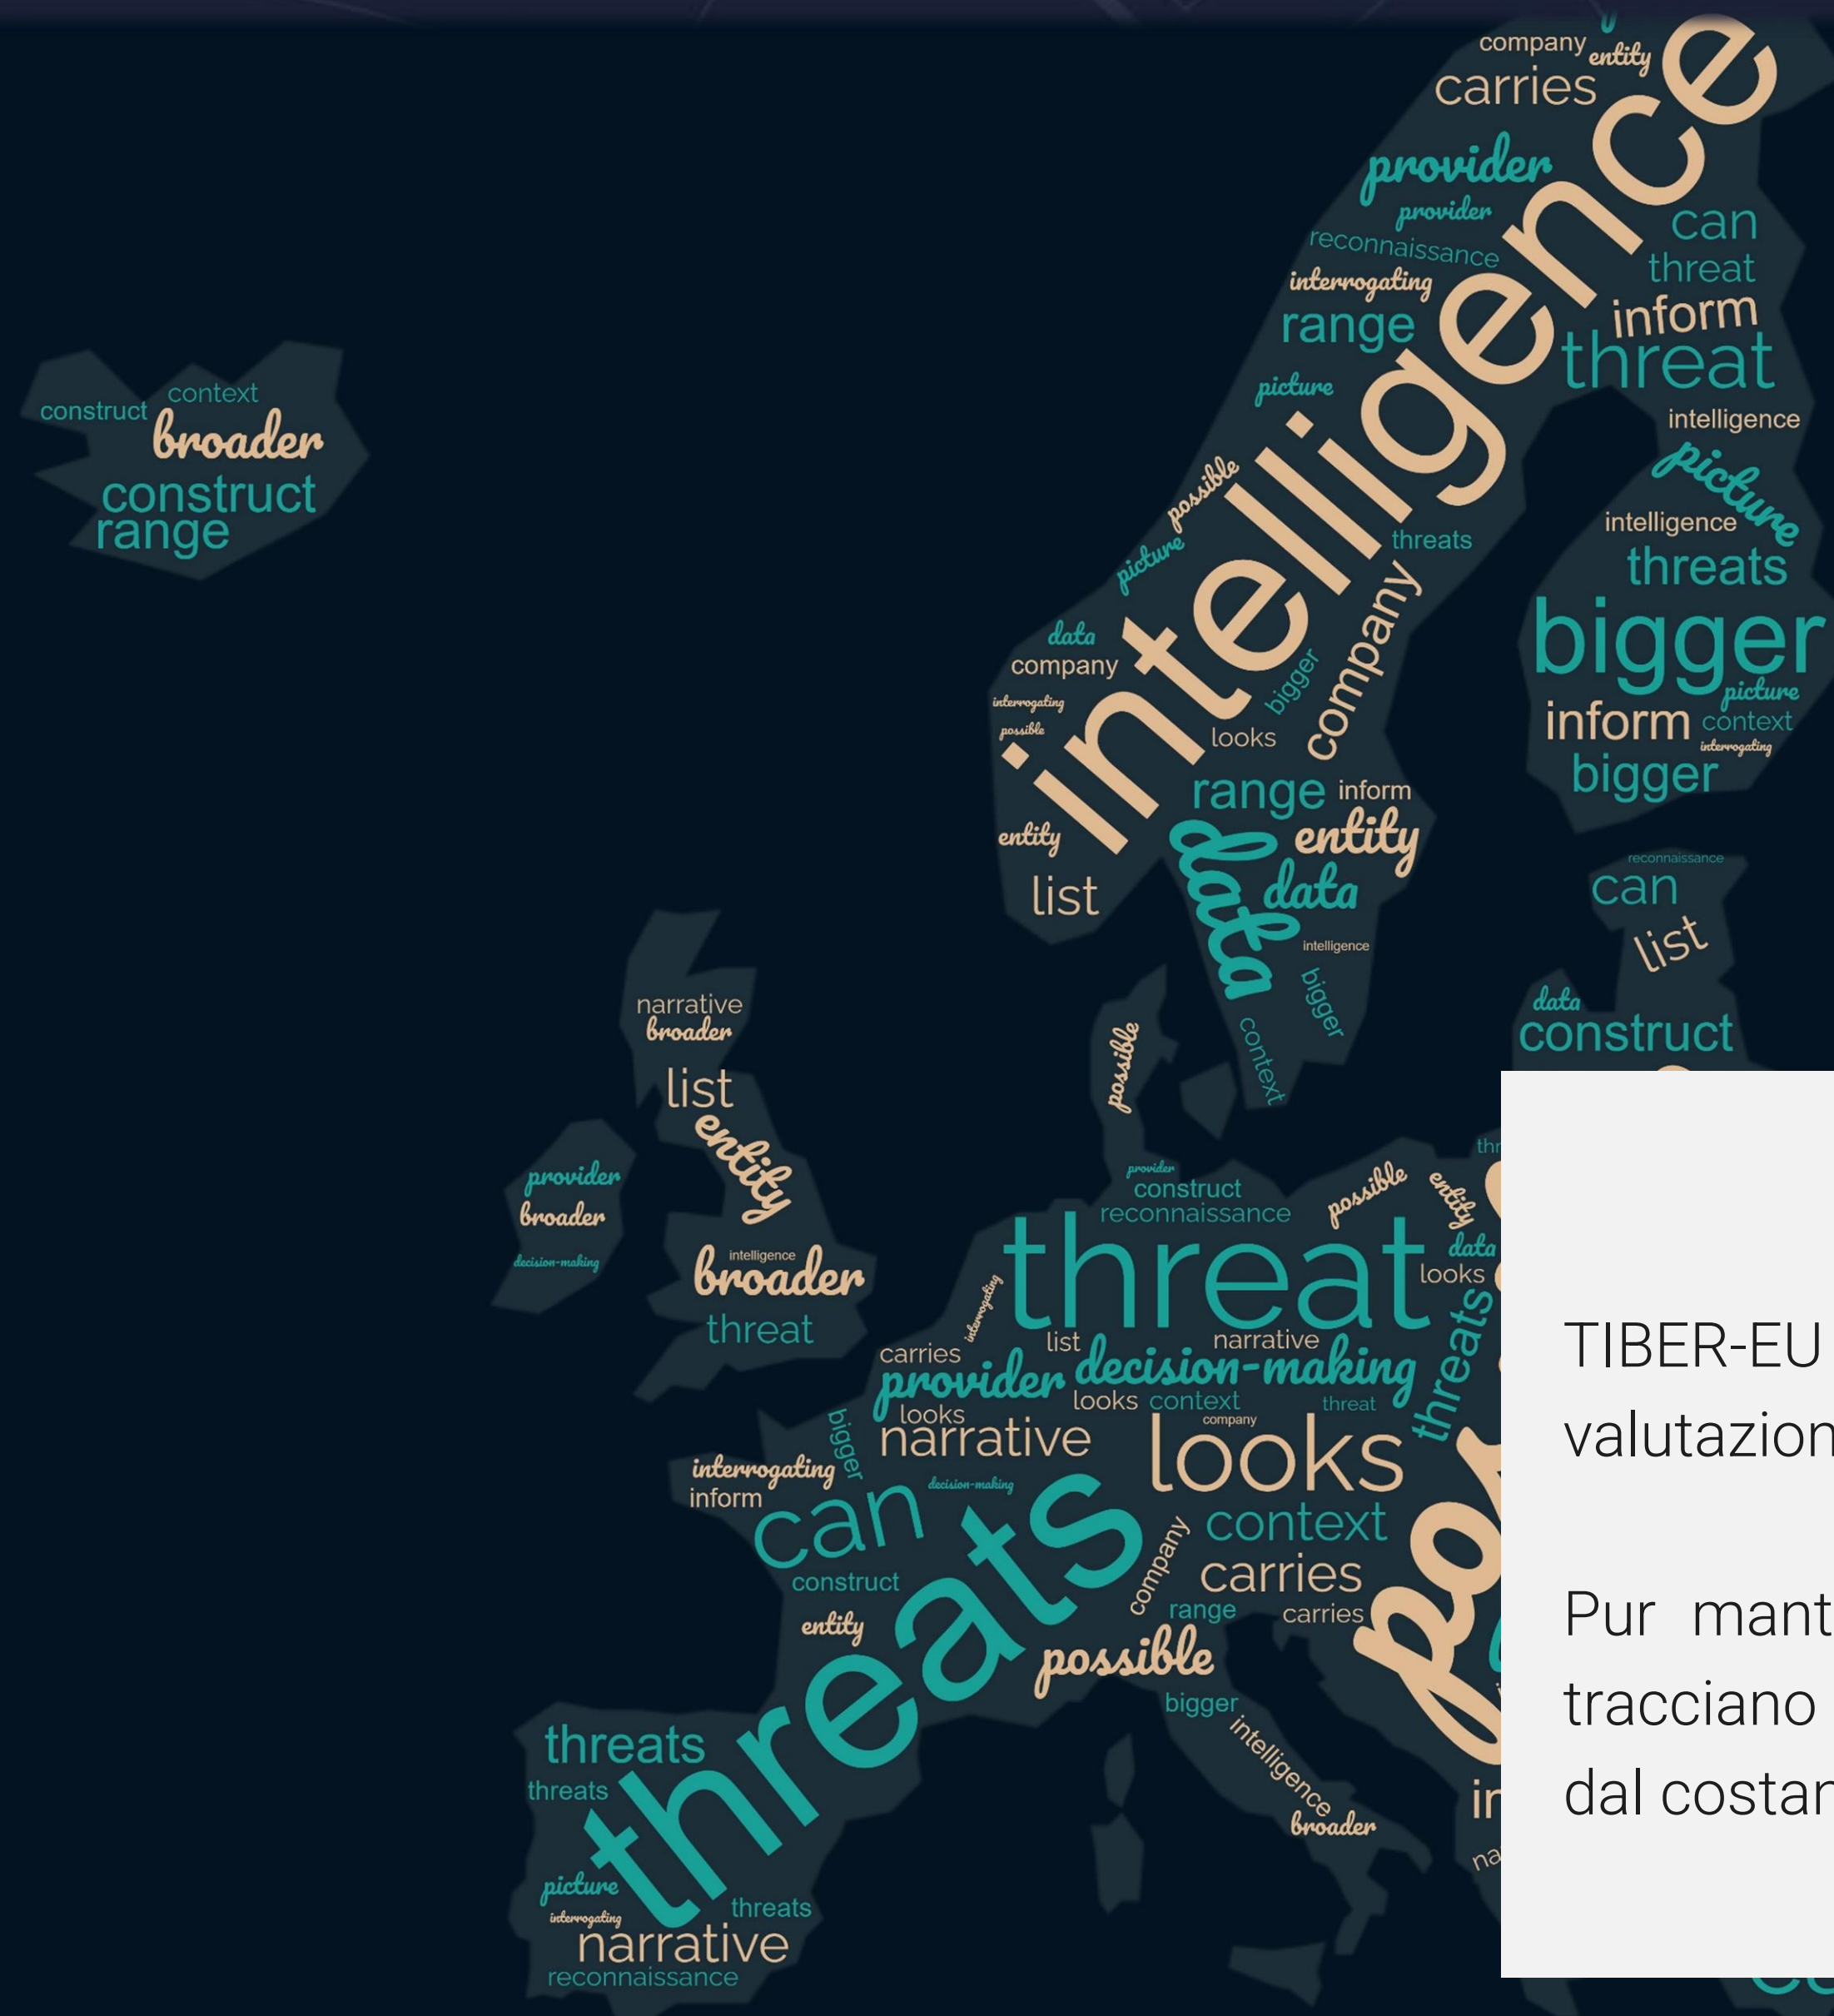 company entity
carries
intelligence
provider
provider
reconnaissance
can
interrogating
threat
range
inform
threat
picture
intelligence
context
construct
broader
construct
range
possible
picture
picture
intelligence
threats
threats
company
bigger
data
company
bigger
interrogating
possible
looks
picture
inform context
interrogating
bigger
range inform
entity
entity
data
data
list
intelligence
bigger
context
reconnaissance
can
list
data
construct
possible
narrative
broader
list
entity
provider
broader
decision-making
intelligence
broader
threat
provider
construct
reconnaissance
possible
entity
threat
data
looks
threats
interrogating
list
narrative
carries
provider decision-making
looks context threat
looks
company
narrative
looks
bigger
interrogating
inform
decision-making
can
threats
context
company
carries
construct
range
carries
entity
possible
bigger
intelligence
broader
threats
threats
picture
threats
interrogating
narrative
reconnaissance
TIBER-EU
valutazion
Pur mant
tracciano
dal costan